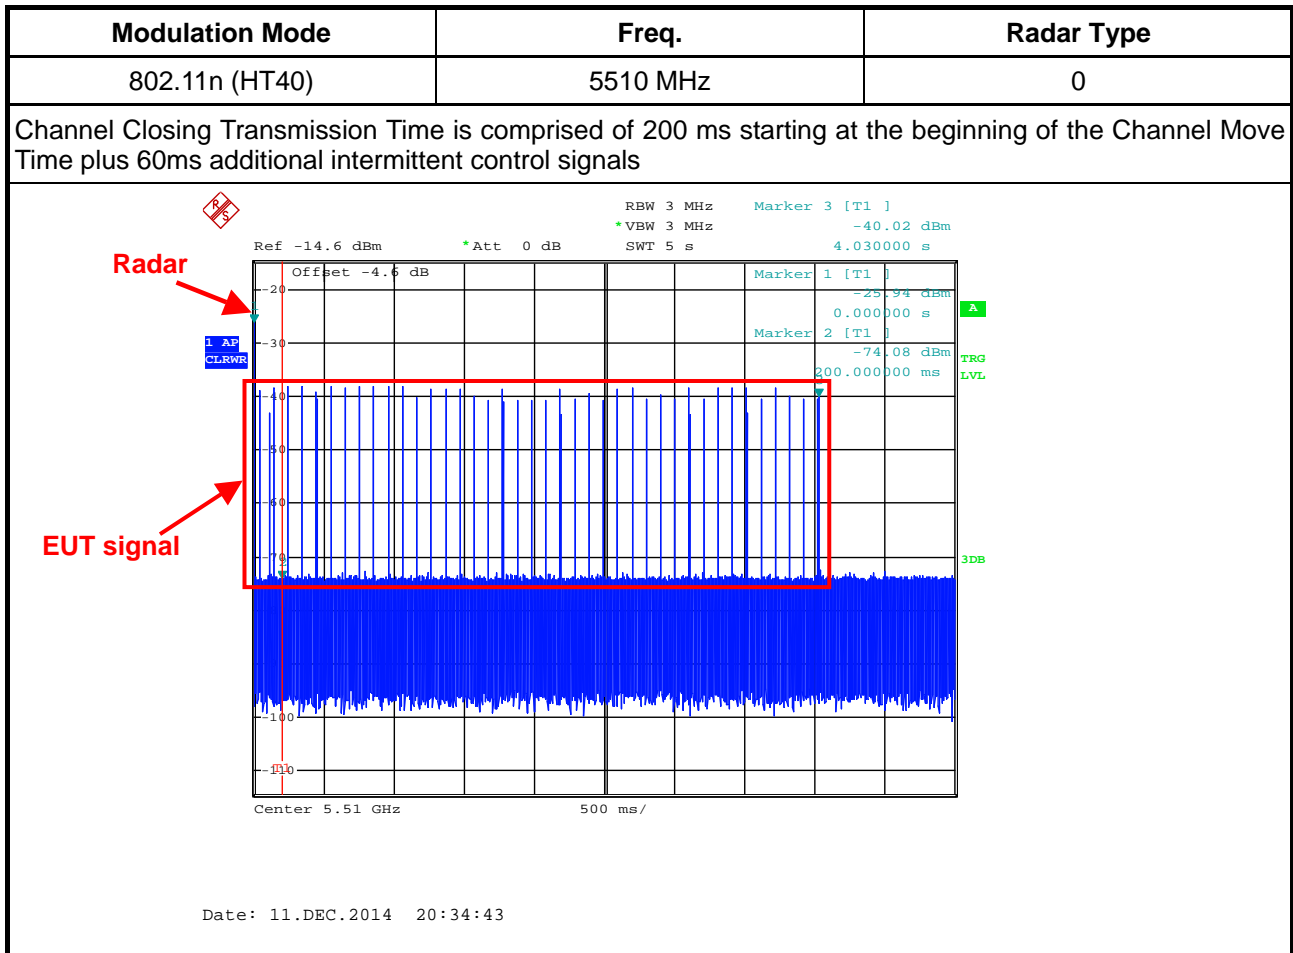 Modulation Mode Freq. Radar Type
802.11n (HT40) 5510 MHz 0
Channel Closing Transmission Time is comprised of 200 ms starting at the beginning of the Channel Move
Time plus 60ms additional intermittent control signals
R S
RBW 3 MHz Marker 3 [T1 ]
*VBW 3 MHz -40.02 dBm
Ref -14.6 dBm *Att 0 dB SWT 5 s 4.030000 s
Radar
Offset -4.6 dB Marker 1 [T1 ]
-20 -25.94 dBm
1 0.000000 s A
Marker 2 [T1 ]
1 AP -30 -74.08 dBm TRG
CLRWR 200.000000 ms LVL
3
-40
-50
-60
EUT signal
-70 3DB
2
-100
-110 T1
Center 5.51 GHz 500 ms/
Date: 11.DEC.2014 20:34:43